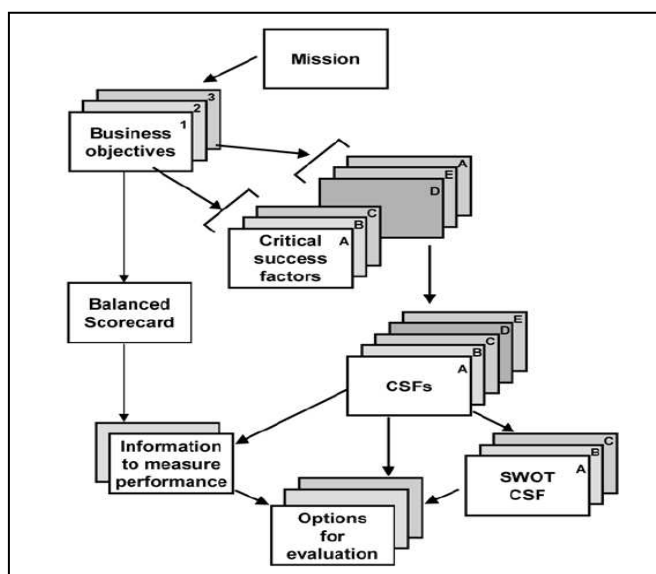 Mission
3
2
1
Business
objectives
A
E
D
C
B
A
Critical
success
factors
Balanced
Scorecard
E
D
C
B
A
CSFs
Information
to measure
performance
C
B
A
SWOT
CSF
Options
for
evaluation